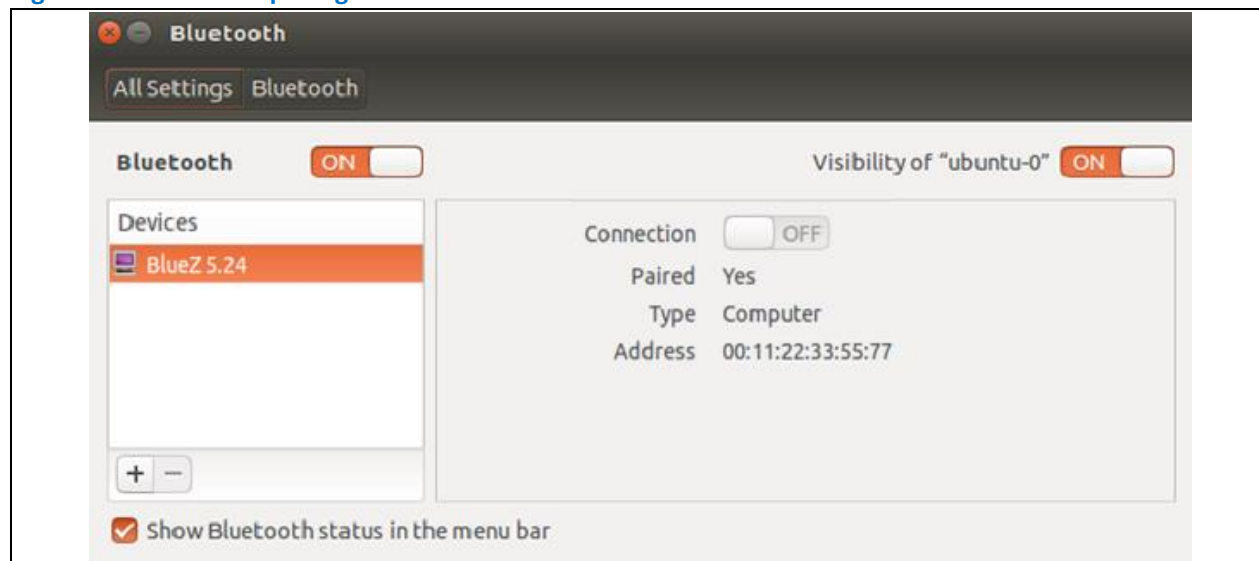 Bluetooth
All Settings Bluetooth
Bluetooth ON Visibility of “ubuntu-0” ON
Devices
BlueZ 5.24
Connection OFF
Paired Yes
Type Computer
Address 00:11:22:33:55:77
+ −
Show Bluetooth status in the menu bar